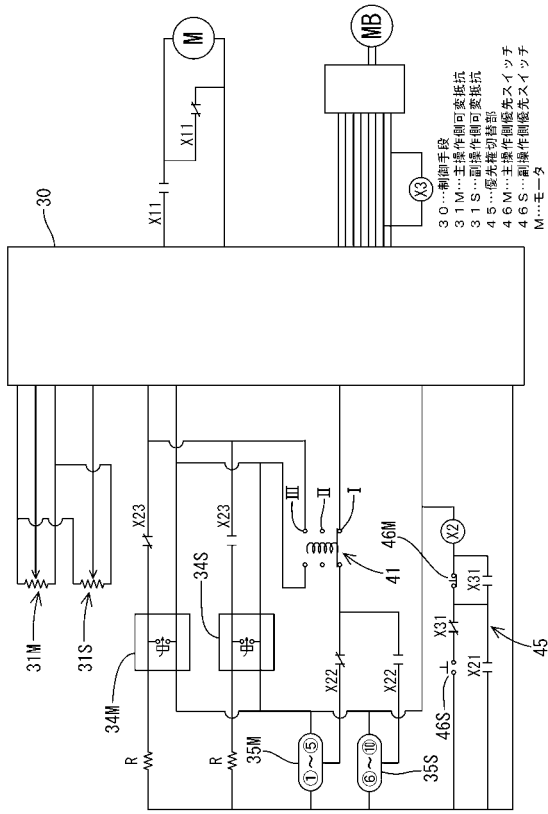 30
M
X11
X11
MB
X3
30…制御手段
31M…主操作側可変抵抗
31S…副操作側可変抵抗
45…優先権切替部
46M…主操作側優先スイッチ
46S…副操作側優先スイッチ
M…モータ
31M
31S
X23
X23
34M
34S
R
R
III
II
I
41
35M
①~⑤
⑥~⑩
35S
X22
X22
46M
X2
X31
X31
46S
X21
45